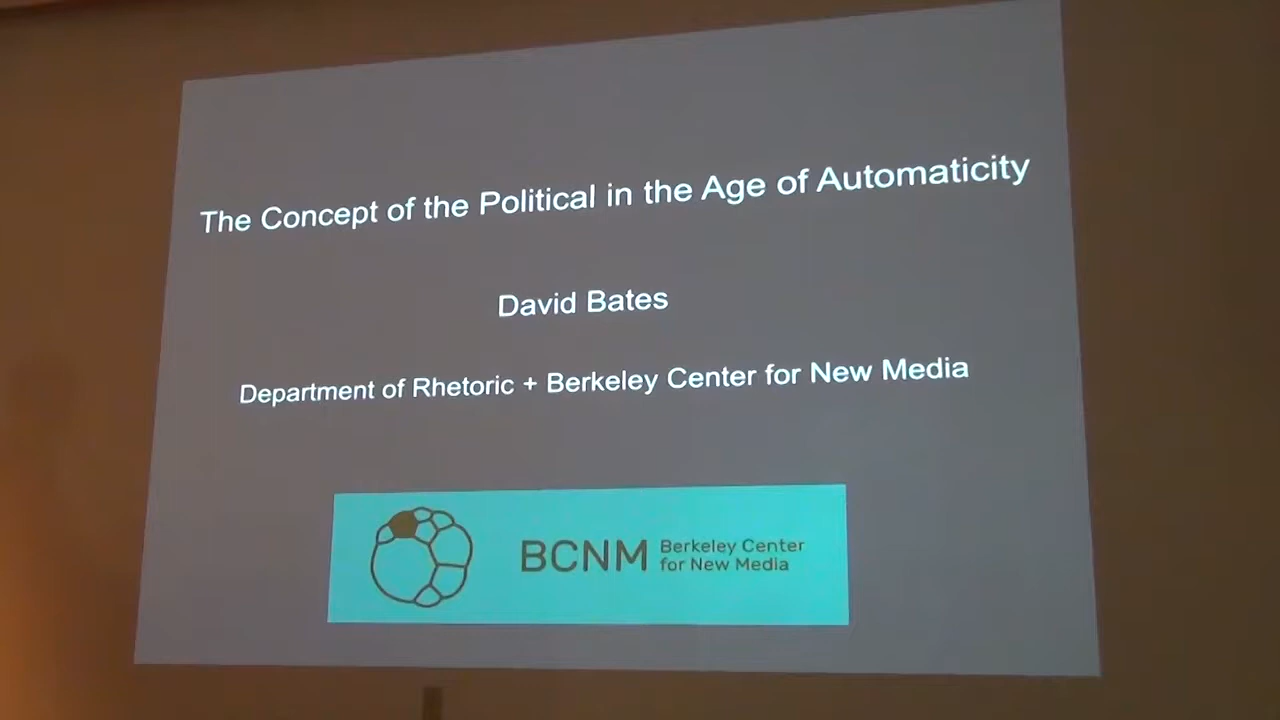 The Concept of the Political in the Age of Automaticity
David Bates
Department of Rhetoric + Berkeley Center for New Media
BCNM Berkeley Center
for New Media